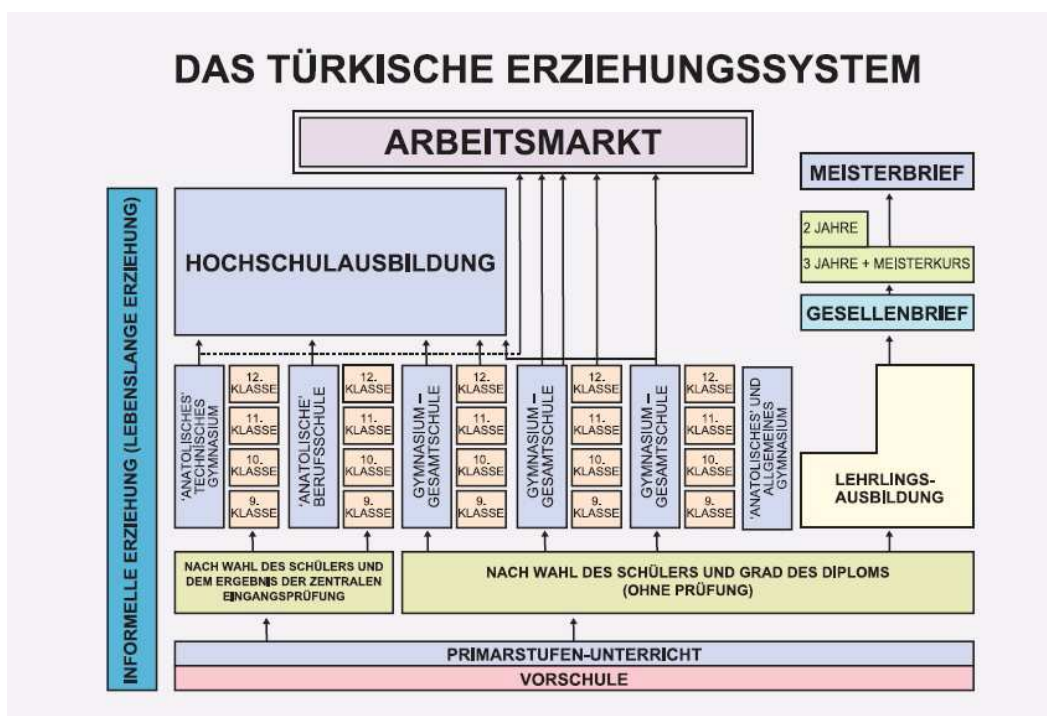 DAS TÜRKISCHE ERZIEHUNGSSYSTEM
ARBEITSMARKT
INFORMELLE ERZIEHUNG (LEBENSLANGE ERZIEHUNG)
HOCHSCHULAUSBILDUNG
MEISTERBRIEF
2 JAHRE
3 JAHRE + MEISTERKURS
GESELLENBRIEF
'ANATOLISCHES'
TECHNISCHES
GYMNASIUM
12.
KLASSE
11.
KLASSE
10.
KLASSE
9.
KLASSE
'ANATOLISCHE'
BERUFSSCHULE
12.
KLASSE
11.
KLASSE
10.
KLASSE
9.
KLASSE
GYMNASIUM –
GESAMTSCHULE
12.
KLASSE
11.
KLASSE
10.
KLASSE
9.
KLASSE
GYMNASIUM –
GESAMTSCHULE
12.
KLASSE
11.
KLASSE
10.
KLASSE
9.
KLASSE
GYMNASIUM –
GESAMTSCHULE
12.
KLASSE
11.
KLASSE
10.
KLASSE
9.
KLASSE
'ANATOLISCHES' UND
ALLGEMEINES
GYMNASIUM
LEHRLINGS-
AUSBILDUNG
NACH WAHL DES SCHÜLERS UND
DEM ERGEBNIS DER ZENTRALEN
EINGANGSPRÜFUNG
NACH WAHL DES SCHÜLERS UND GRAD DES DIPLOMS
(OHNE PRÜFUNG)
PRIMARSTUFEN-UNTERRICHT
VORSCHULE